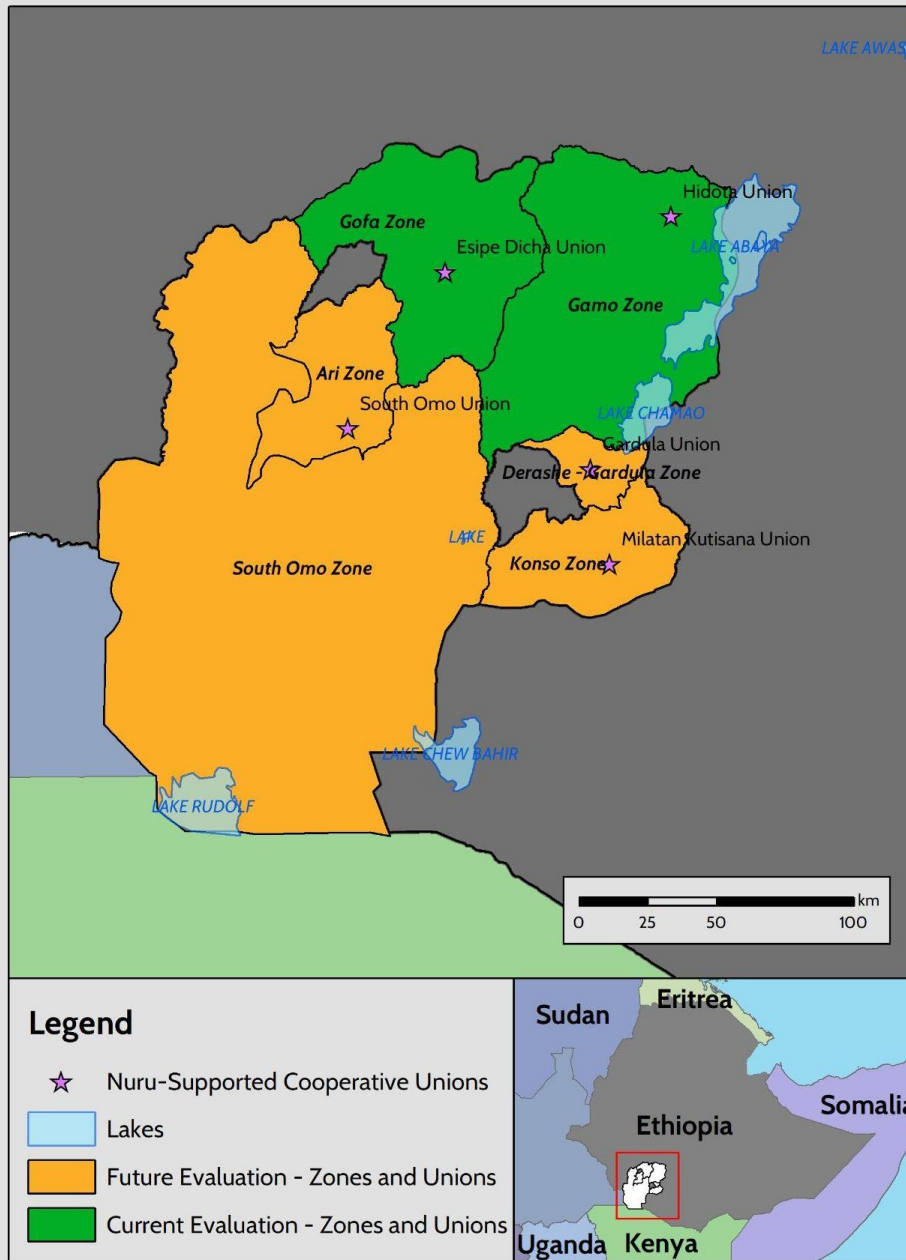 LAKE AWAS
Hidota Union
Gofa Zone
Esipe Dicha Union
LAKE ABAYA
Gamo Zone
Ari Zone
South Omo Union
LAKE CHAMAO
Gardula Union
Derashe - Gardula Zone
LAKE
Milatan Kutisana Union
South Omo Zone
Konso Zone
LAKE CHEW BAHIR
LAKE RUDOLF
km
0 25 50 100
Legend
Nuru-Supported Cooperative Unions
Lakes
Future Evaluation - Zones and Unions
Current Evaluation - Zones and Unions
Eritrea
Sudan
Somalia
Ethiopia
Uganda
Kenya